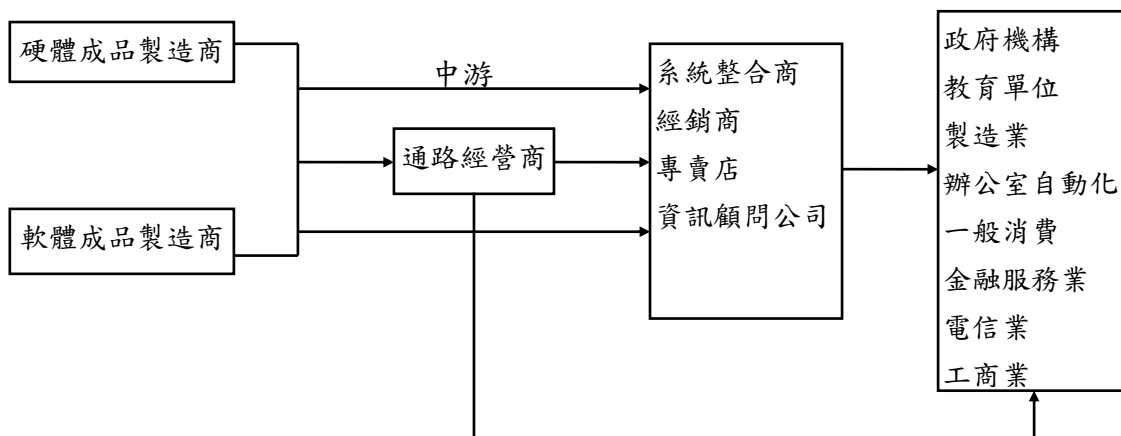 硬體成品製造商
軟體成品製造商
中游
通路經營商
系統整合商
經銷商
專賣店
資訊顧問公司
政府機構
教育單位
製造業
辦公室自動化
一般消費
金融服務業
電信業
工商業